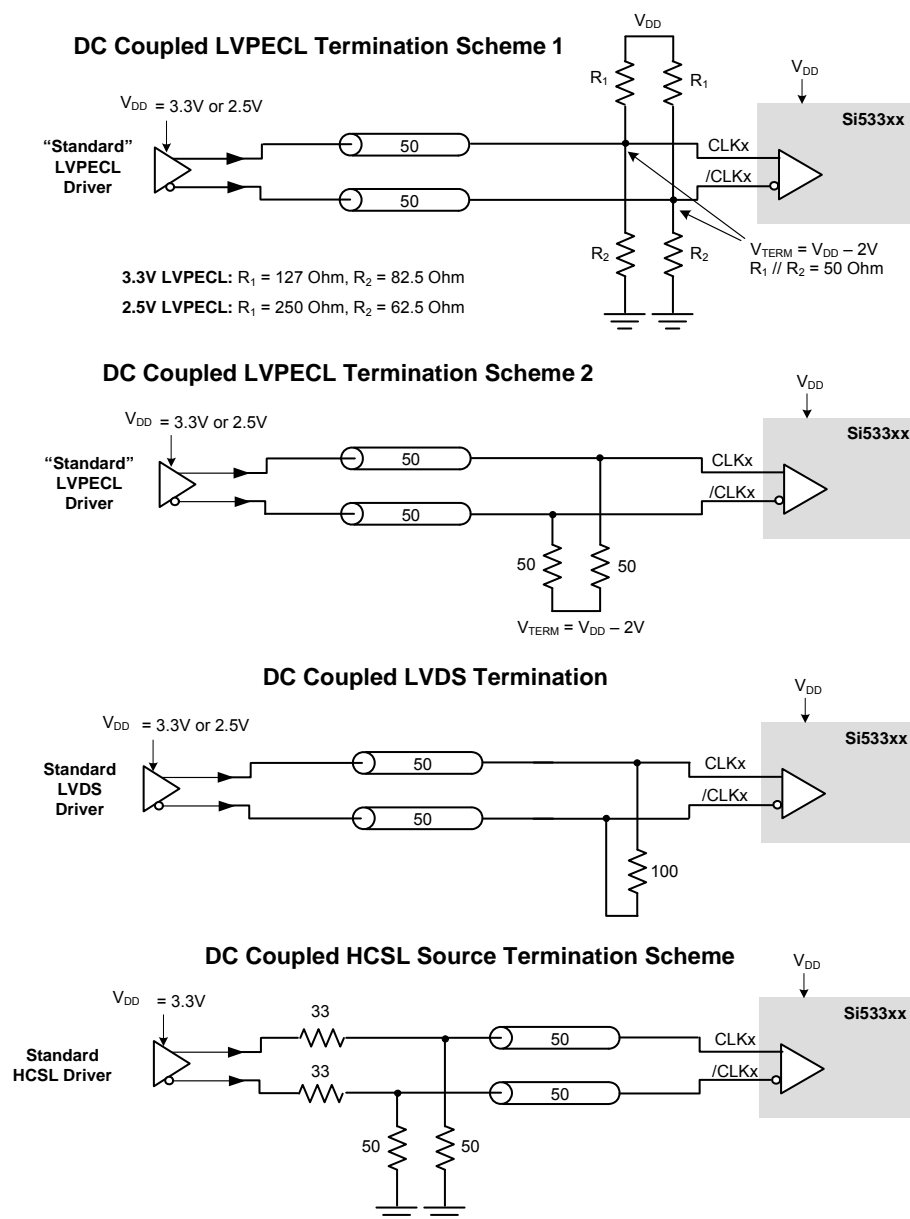 DC Coupled LVPECL Termination Scheme 1
VDD
R1
R1
VDD
VDD = 3.3V or 2.5V
Si533xx
"Standard"
LVPECL
Driver
50
CLKx
50
/CLKx
R2
R2
VTERM = VDD – 2V
R1 // R2 = 50 Ohm
3.3V LVPECL: R1 = 127 Ohm, R2 = 82.5 Ohm
2.5V LVPECL: R1 = 250 Ohm, R2 = 62.5 Ohm
DC Coupled LVPECL Termination Scheme 2
VDD
VDD = 3.3V or 2.5V
Si533xx
"Standard"
LVPECL
Driver
50
CLKx
50
/CLKx
50
50
VTERM = VDD – 2V
DC Coupled LVDS Termination
VDD
VDD = 3.3V or 2.5V
Si533xx
Standard
LVDS
Driver
50
CLKx
50
/CLKx
100
DC Coupled HCSL Source Termination Scheme
VDD
VDD = 3.3V
Si533xx
Standard
HCSL Driver
33
50
CLKx
33
50
/CLKx
50
50